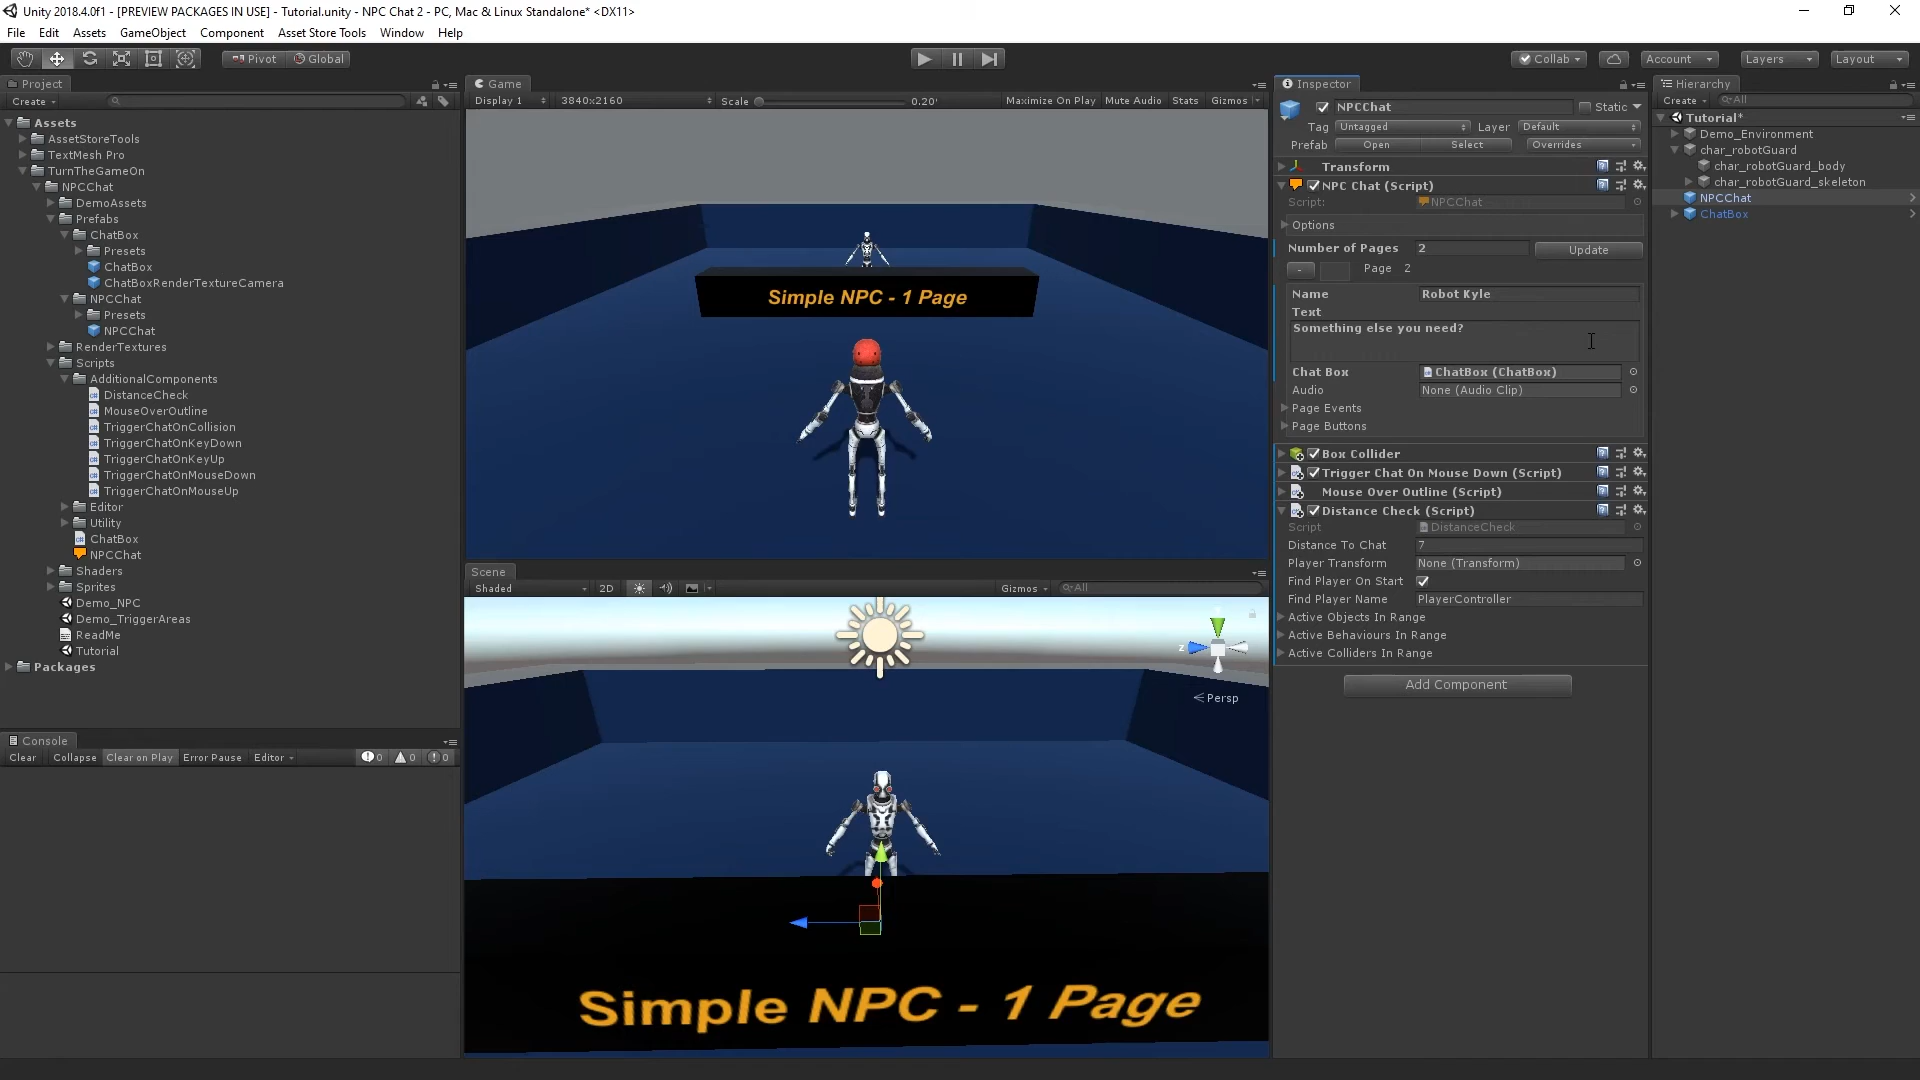 Unity 2018.4.0f1 - [PREVIEW PACKAGES IN USE] - Tutorial.unity - NPC Chat 2 - PC, Mac & Linux Standalone* <DX11>
File Edit Assets GameObject Component Asset Store Tools Window Help
Pivot Global Collab Account Layers Layout
Project
Create
Assets
AssetStoreTools
TextMesh Pro
TurnTheGameOn
NPCChat
DemoAssets
Prefabs
ChatBox
Presets
ChatBox
ChatBoxRenderTextureCamera
NPCChat
Presets
NPCChat
RenderTextures
Scripts
AdditionalComponents
DistanceCheck
MouseOverOutline
TriggerChatOnCollision
TriggerChatOnKeyDown
TriggerChatOnKeyUp
TriggerChatOnMouseDown
TriggerChatOnMouseUp
Editor
Utility
ChatBox
NPCChat
Shaders
Sprites
Demo_NPC
Demo_TriggerAreas
ReadMe
Tutorial
Packages
Console
Clear Collapse Clear on Play Error Pause Editor 0 0 0
Game
Display 1 3840x2160 Scale 0.20 Maximize On Play Mute Audio Stats Gizmos
Simple NPC - 1 Page
Scene
Shaded 2D Gizmos All
z
Persp
Simple NPC - 1 Page
Inspector
NPCChat Static
Tag Untagged Layer Default
Prefab Open Select Overrides
Transform
NPC Chat (Script)
Script: NPCChat
Options
Number of Pages 2 Update
- Page 2
Name Robot Kyle
Text
Something else you need?
Chat Box ChatBox (ChatBox)
Audio None (Audio Clip)
Page Events
Page Buttons
Box Collider
Trigger Chat On Mouse Down (Script)
Mouse Over Outline (Script)
Distance Check (Script)
Script DistanceCheck
Distance To Chat 7
Player Transform None (Transform)
Find Player On Start
Find Player Name PlayerController
Active Objects In Range
Active Behaviours In Range
Active Colliders In Range
Add Component
Hierarchy
Create All
Tutorial*
Demo_Environment
char_robotGuard
char_robotGuard_body
char_robotGuard_skeleton
NPCChat
ChatBox